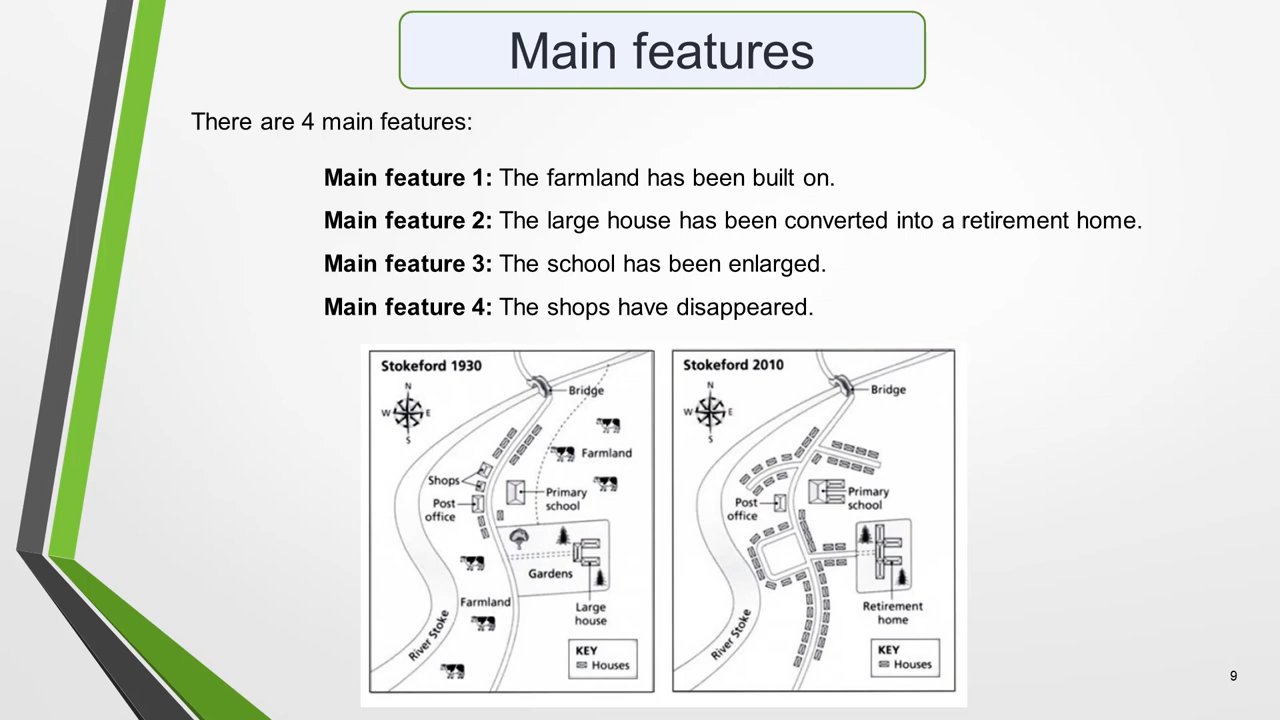 Main features
There are 4 main features:
Main feature 1: The farmland has been built on.
Main feature 2: The large house has been converted into a retirement home.
Main feature 3: The school has been enlarged.
Main feature 4: The shops have disappeared.
Stokeford 1930
N
W
E
S
Bridge
Farmland
Shops
Post
office
Primary
school
Gardens
Farmland
Large
house
River Stoke
KEY
Houses
Stokeford 2010
N
W
E
S
Bridge
Post
office
Primary
school
Retirement
home
River Stoke
KEY
Houses
9